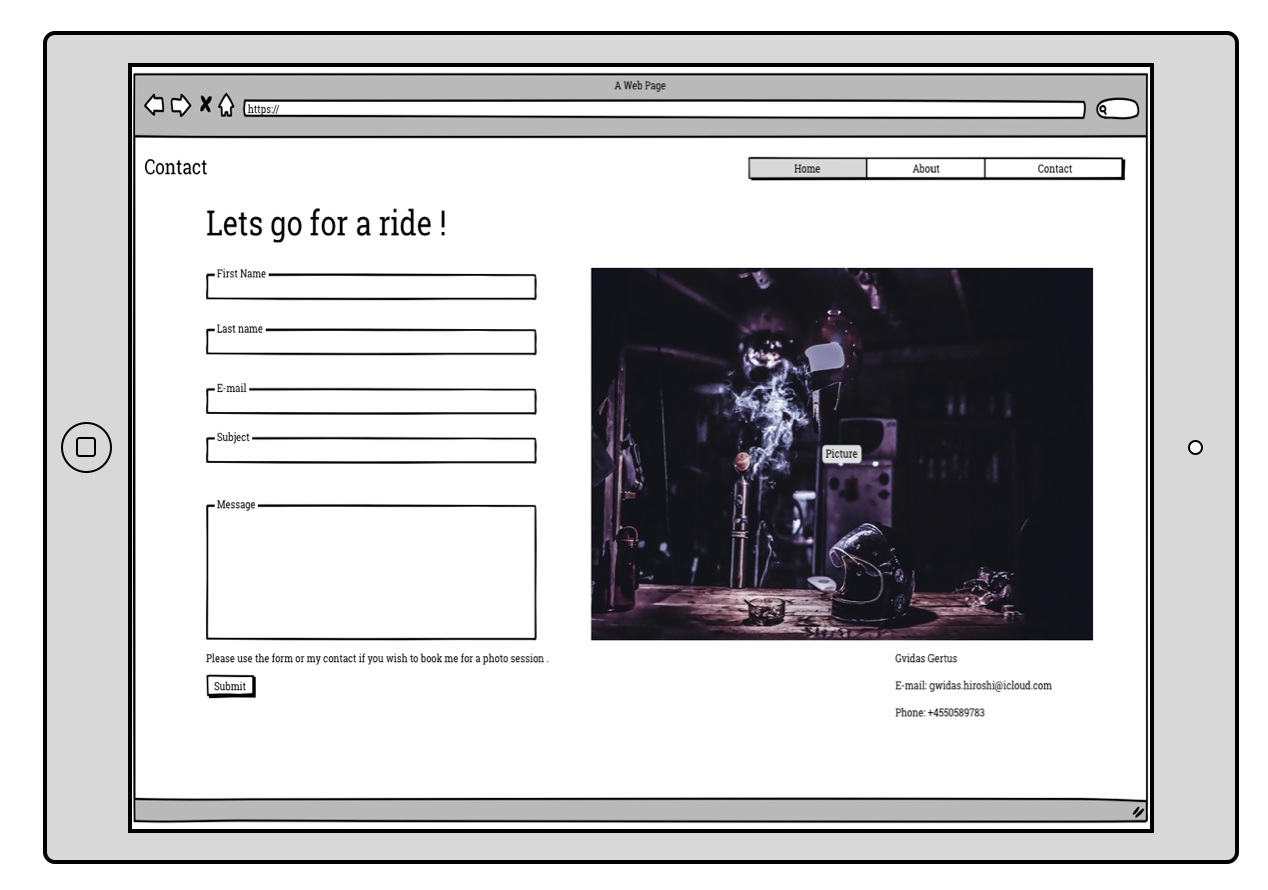 A Web Page
https://
Contact
Home
About
Contact
Lets go for a ride !
First Name
Last name
E-mail
Subject
Message
Picture
Please use the form or my contact if you wish to book me for a photo session .
Submit
Gvidas Gertus
E-mail: gwidas.hiroshi@icloud.com
Phone: +4550589783